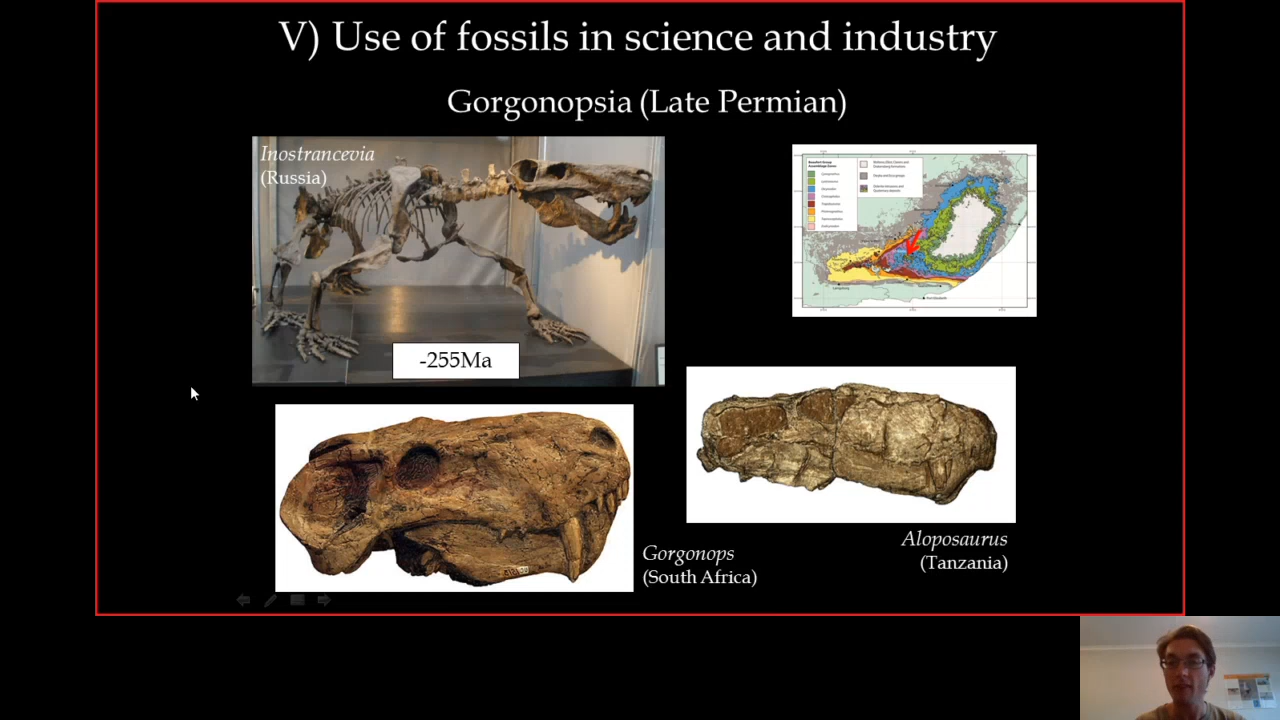 V) Use of fossils in science and industry
Gorgonopsia (Late Permian)
Inostrancevia
(Russia)
-255Ma
Gorgonops
(South Africa)
Aloposaurus
(Tanzania)